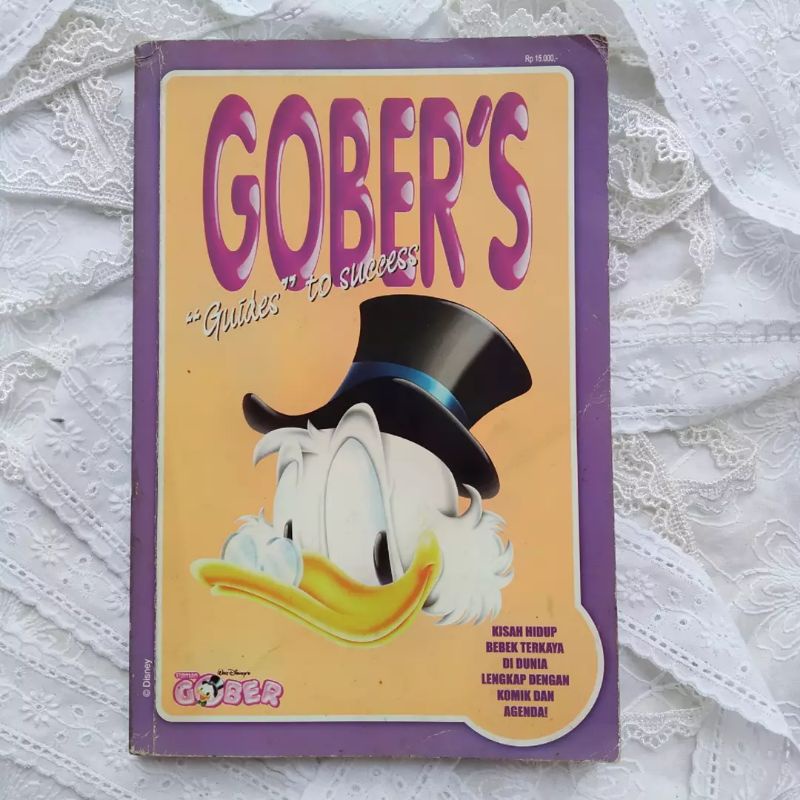 Rp 15.000,-
GOBER'S
"Guides" to success
KISAH HIDUP
BEBEK TERKAYA
DI DUNIA
LENGKAP DENGAN
KOMIK DAN
AGENDA!
© Disney
Walt Disney's
PAMAN
GOBER